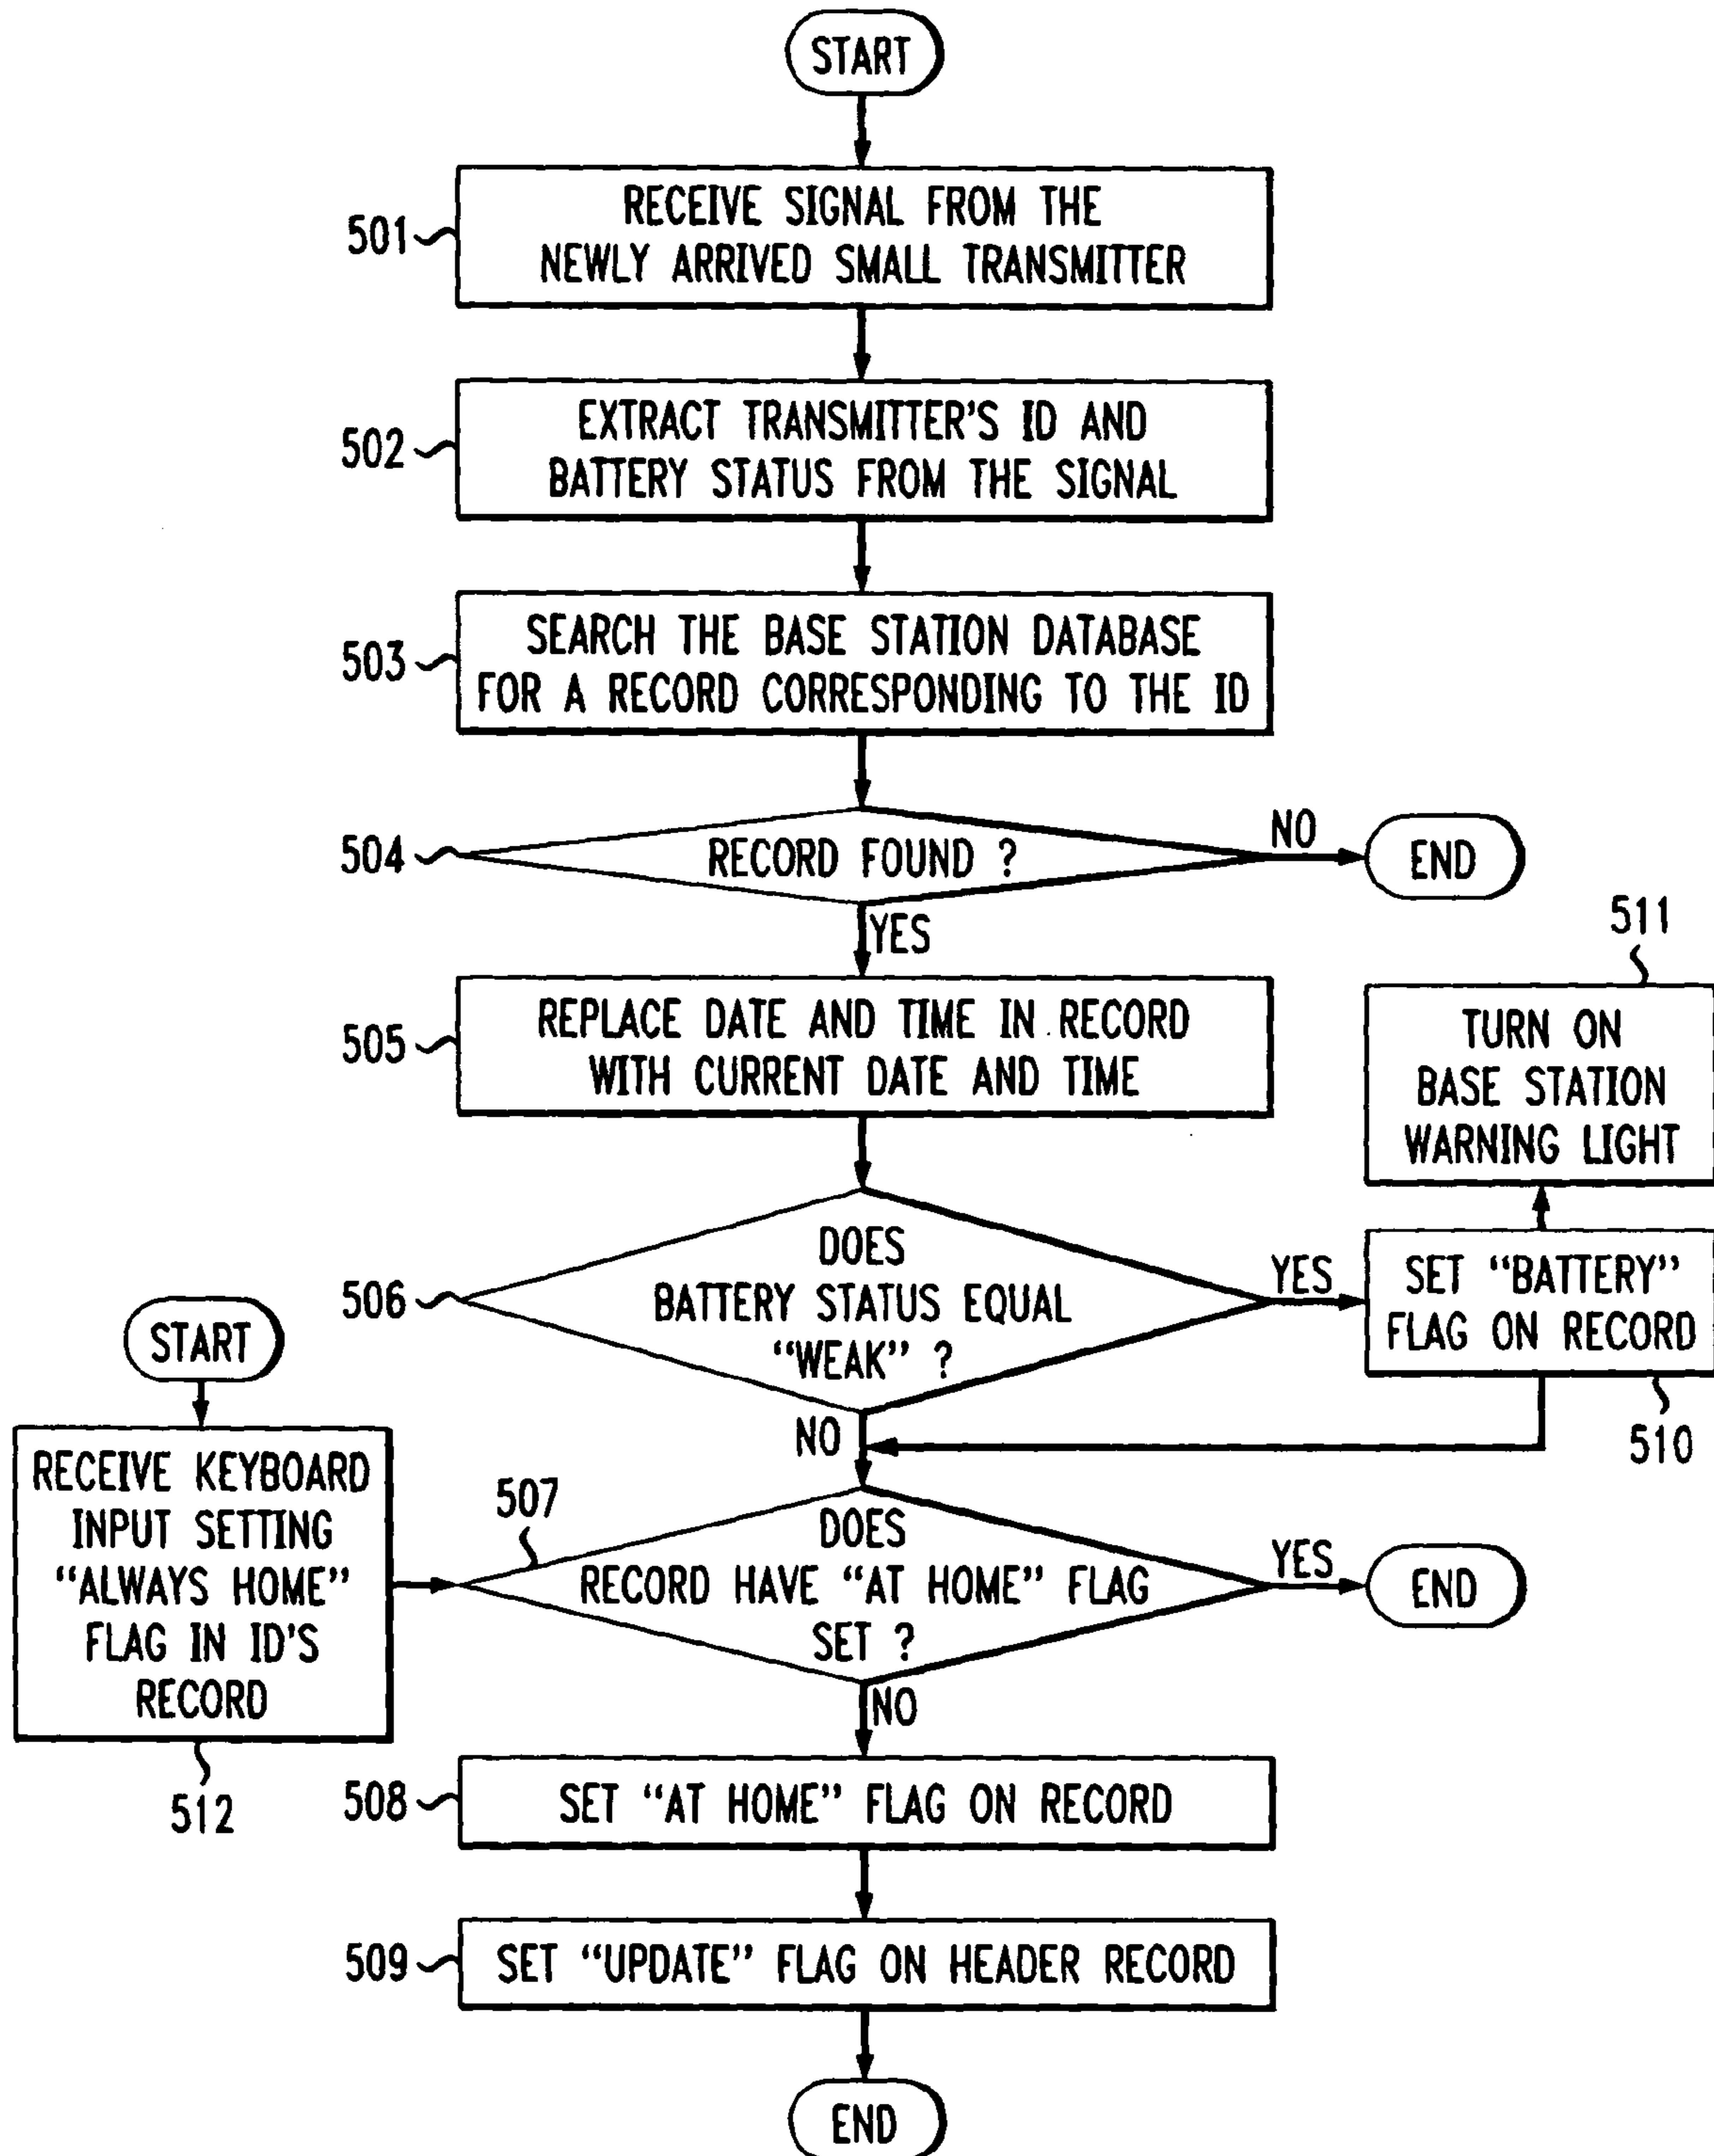 START
501
RECEIVE SIGNAL FROM THE
NEWLY ARRIVED SMALL TRANSMITTER
502
EXTRACT TRANSMITTER'S ID AND
BATTERY STATUS FROM THE SIGNAL
503
SEARCH THE BASE STATION DATABASE
FOR A RECORD CORRESPONDING TO THE ID
504
RECORD FOUND ?
NO
END
YES
505
REPLACE DATE AND TIME IN RECORD
WITH CURRENT DATE AND TIME
511
TURN ON
BASE STATION
WARNING LIGHT
506
DOES
BATTERY STATUS EQUAL
“WEAK” ?
YES
SET “BATTERY”
FLAG ON RECORD
510
NO
START
RECEIVE KEYBOARD
INPUT SETTING
“ALWAYS HOME”
FLAG IN ID'S
RECORD
512
507
DOES
RECORD HAVE “AT HOME” FLAG
SET ?
YES
END
NO
508
SET “AT HOME” FLAG ON RECORD
509
SET “UPDATE” FLAG ON HEADER RECORD
END